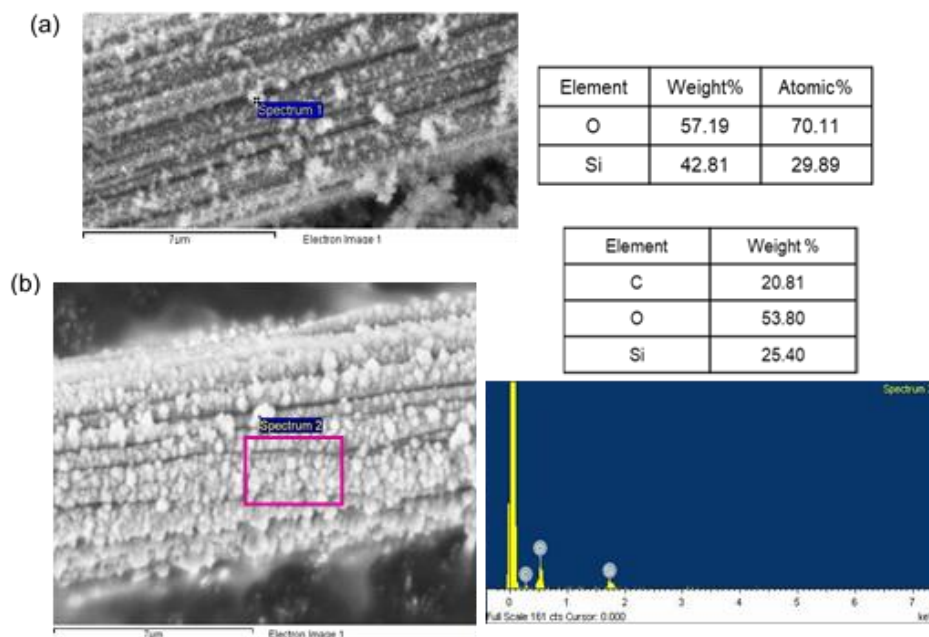 (a)
Spectrum 1
7µm Electron Image 1
Element Weight% Atomic%
O 57.19 70.11
Si 42.81 29.89
Element Weight %
C 20.81
O 53.80
Si 25.40
(b)
Spectrum 2
7µm Electron Image 1
Spectrum
0 1 2 3 4 5 6 7
Full Scale 161 cts Cursor: 0.000